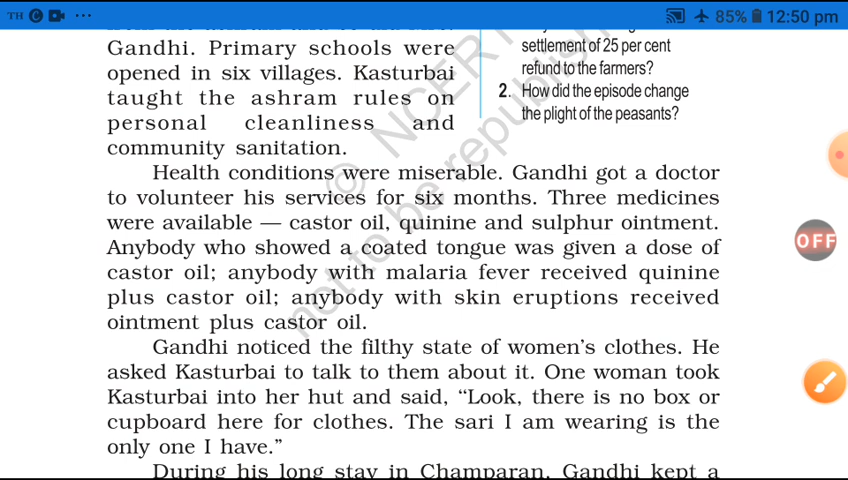 TH © ··· 85% 12:50 pm
Gandhi. Primary schools were
opened in six villages. Kasturbai
taught the ashram rules on
personal cleanliness and
community sanitation.
settlement of 25 per cent
refund to the farmers?
2. How did the episode change
the plight of the peasants?
Health conditions were miserable. Gandhi got a doctor
to volunteer his services for six months. Three medicines
were available — castor oil, quinine and sulphur ointment.
Anybody who showed a coated tongue was given a dose of
castor oil; anybody with malaria fever received quinine
plus castor oil; anybody with skin eruptions received
ointment plus castor oil.
Gandhi noticed the filthy state of women's clothes. He
asked Kasturbai to talk to them about it. One woman took
Kasturbai into her hut and said, “Look, there is no box or
cupboard here for clothes. The sari I am wearing is the
only one I have.”
During his long stay in Champaran, Gandhi kept a
© NCERT
not to be republish
OFF